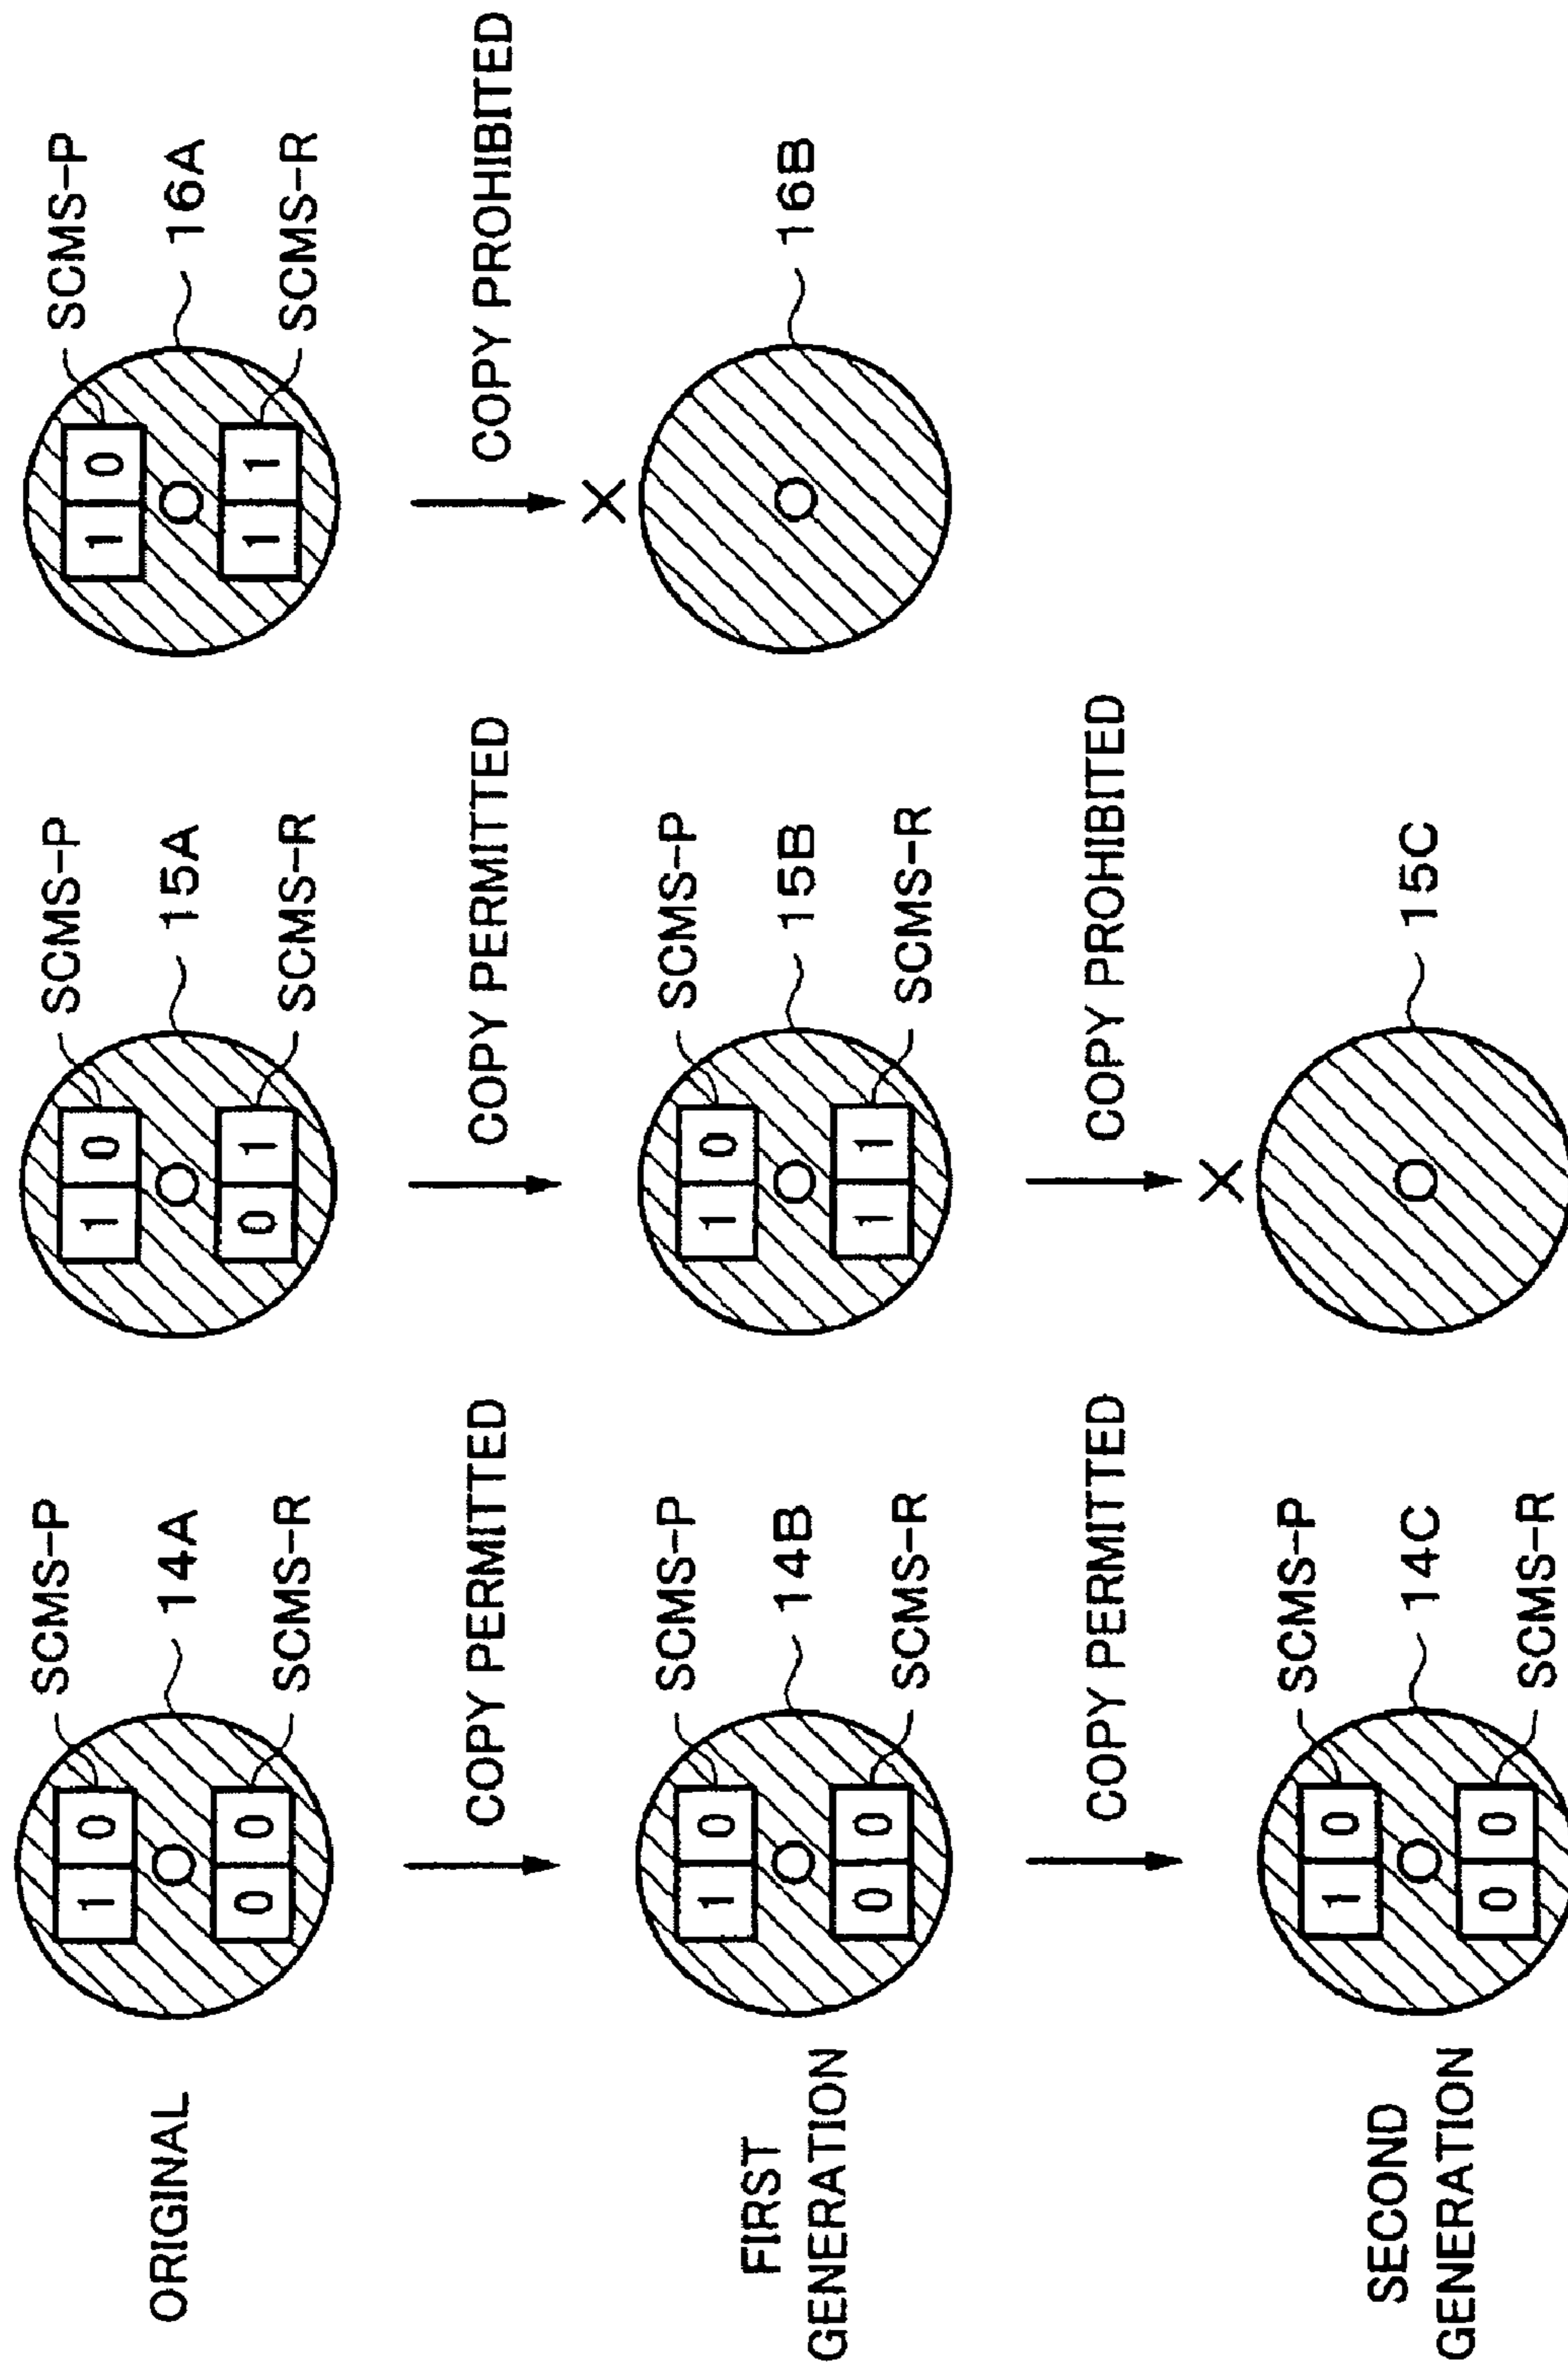 ORIGINAL
1 0
SCMS-P
14A
0 0
SCMS-R
1 0
SCMS-P
15A
0 1
SCMS-R
1 0
SCMS-P
16A
1 1
SCMS-R
COPY PERMITTED
COPY PERMITTED
COPY PROHIBITED
X
FIRST
GENERATION
1 0
SCMS-P
14B
0 0
SCMS-R
1 0
SCMS-P
15B
1 1
SCMS-R
16B
COPY PERMITTED
COPY PROHIBITED
X
SECOND
GENERATION
1 0
SCMS-P
14C
0 0
SCMS-R
15C